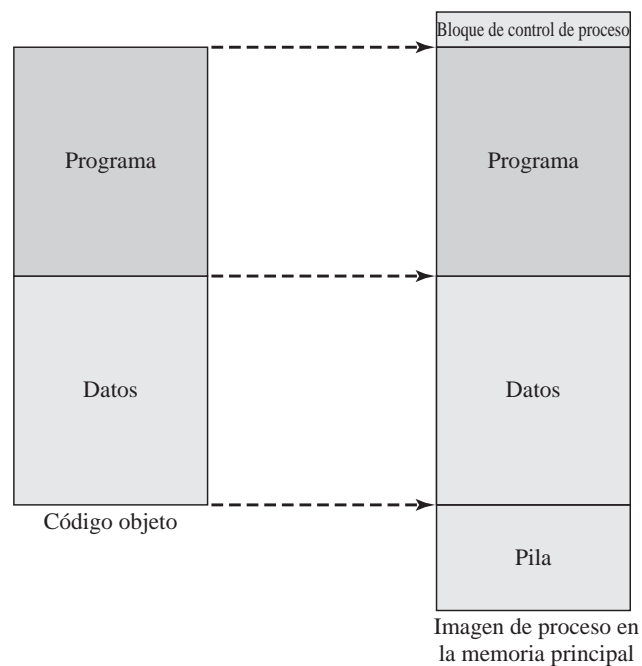 Bloque de control de proceso
Programa
Programa
Datos
Datos
Código objeto
Pila
Imagen de proceso en
la memoria principal